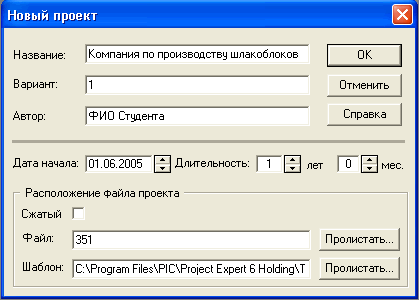 Новый проект
Название: Компания по производству шлакоблоков OK
Вариант: 1 Отменить
Автор: ФИО Студента Справка
Дата начала: 01.06.2005 Длительность: 1 лет 0 мес.
Расположение файла проекта
Сжатый
Файл: 351 Пролистать...
Шаблон: C:\Program Files\PIC\Project Expert 6 Holding\T Пролистать...